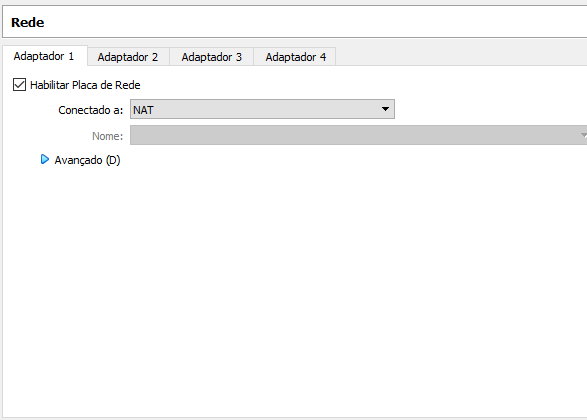 Rede
Adaptador 1 Adaptador 2 Adaptador 3 Adaptador 4
Habilitar Placa de Rede
Conectado a: NAT
Nome:
Avançado (D)